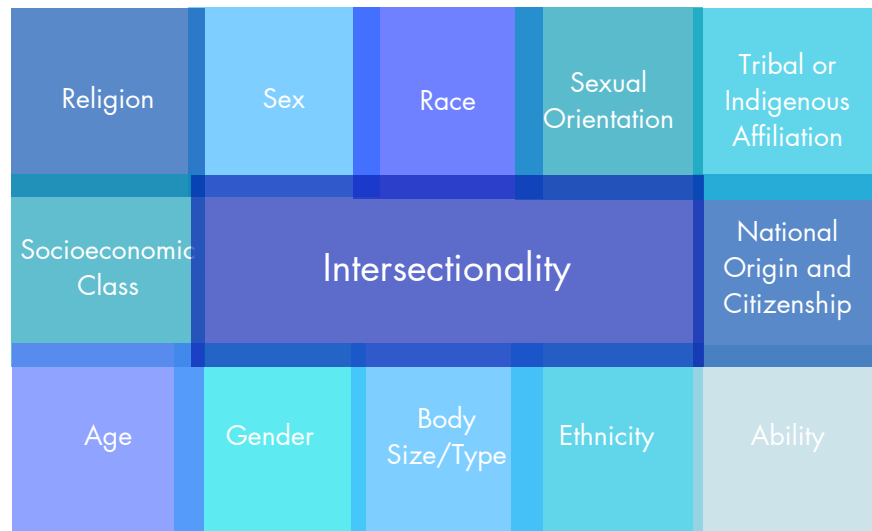 Religion
Sex
Race
Sexual
Orientation
Tribal or
Indigenous
Affiliation
Socioeconomic
Class
Intersectionality
National
Origin and
Citizenship
Age
Gender
Body
Size/Type
Ethnicity
Ability